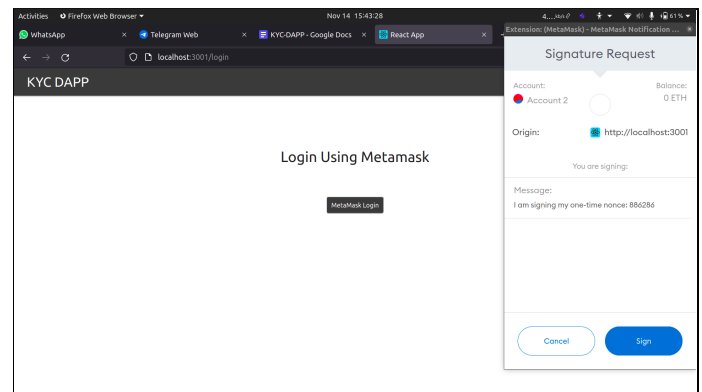 Activities Firefox Web Browser Nov 14 15:43:28 61 %
WhatsApp × Telegram Web × KYC-DAPP - Google Docs × React App ×
localhost:3001/login
KYC DAPP
Login Using Metamask
MetaMask Login
Extension: (MetaMask) - MetaMask Notification ... ×
Signature Request
Account: Balance:
Account 2 0 ETH
Origin: http://localhost:3001
You are signing:
Message:
I am signing my one-time nonce: 886286
Cancel Sign